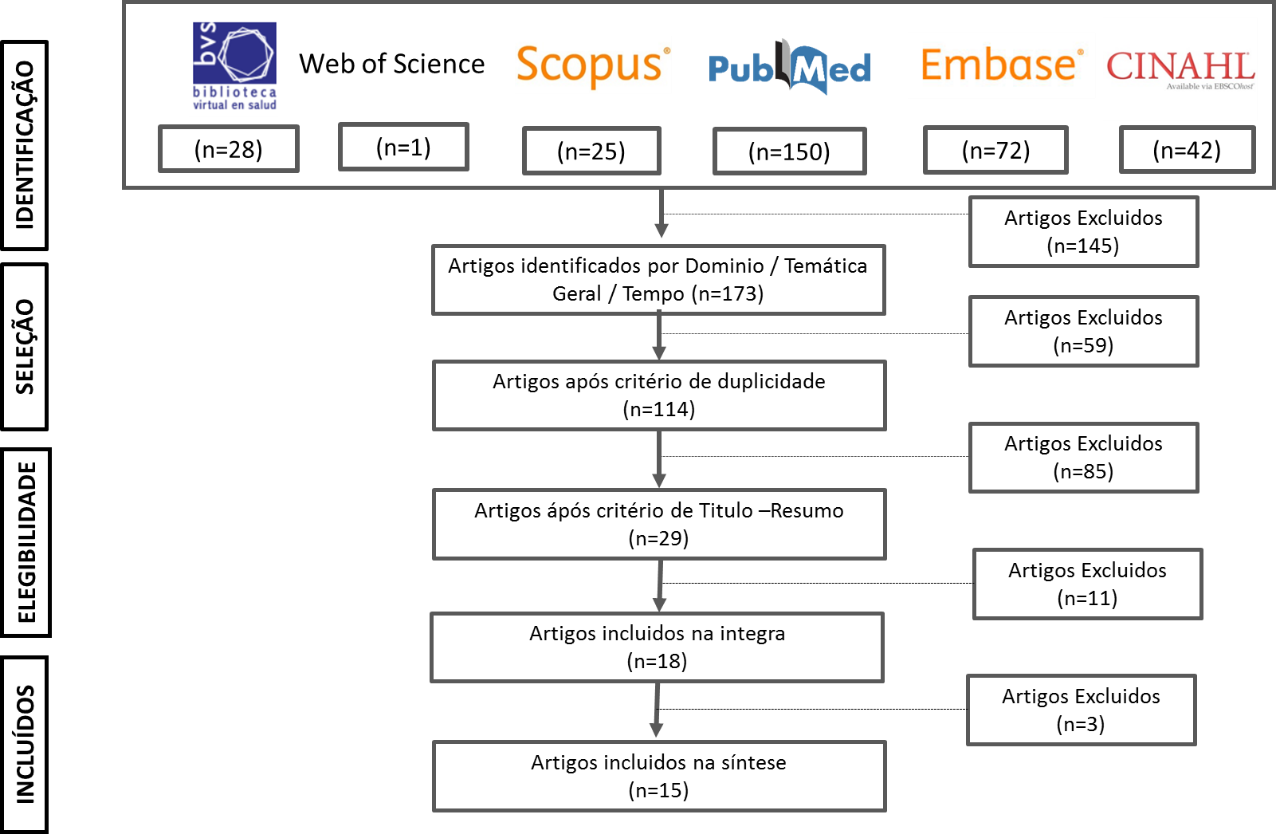 IDENTIFICAÇÃO
bvs
biblioteca
virtual en salud
Web of Science
Scopus®
PubMed
Embase®
CINAHL
Available via EBSCOhost
(n=28)
(n=1)
(n=25)
(n=150)
(n=72)
(n=42)
Artigos Excluidos
(n=145)
Artigos identificados por Dominio / Temática
Geral / Tempo (n=173)
SELEÇÃO
Artigos Excluidos
(n=59)
Artigos após critério de duplicidade
(n=114)
Artigos Excluidos
(n=85)
ELEGIBILIDADE
Artigos ápós critério de Titulo –Resumo
(n=29)
Artigos Excluidos
(n=11)
Artigos incluidos na integra
(n=18)
INCLUÍDOS
Artigos Excluidos
(n=3)
Artigos incluidos na síntese
(n=15)